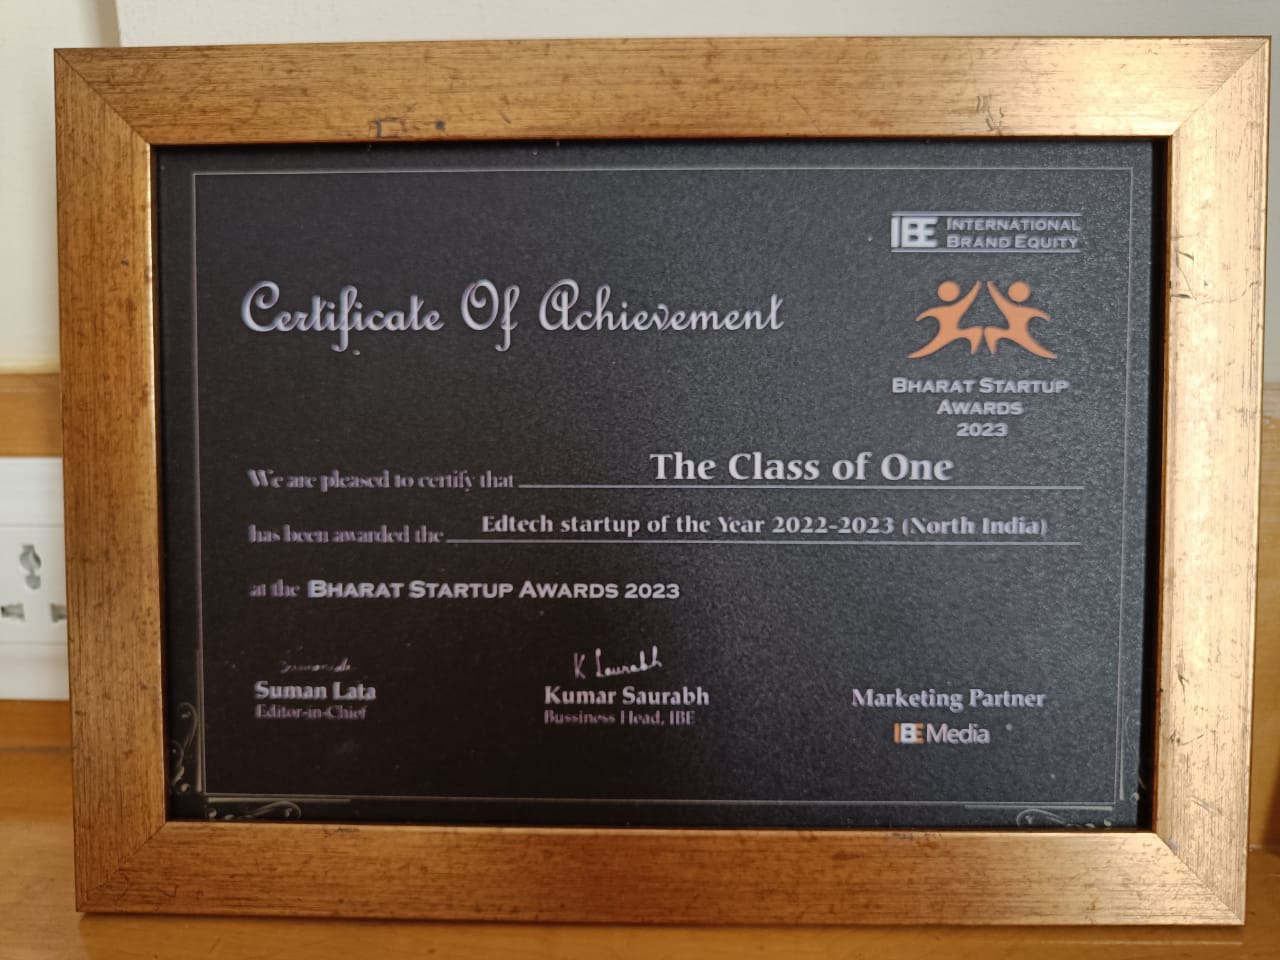 IBE INTERNATIONAL
BRAND EQUITY
Certificate Of Achievement
BHARAT STARTUP
AWARDS
2023
We are pleased to certify that The Class of One
has been awarded the Edtech startup of the Year 2022-2023 (North India)
at the BHARAT STARTUP AWARDS 2023
K Saurabh
Suman Lata
Editor-in-Chief
Kumar Saurabh
Bussiness Head, IBE
Marketing Partner
IBE Media